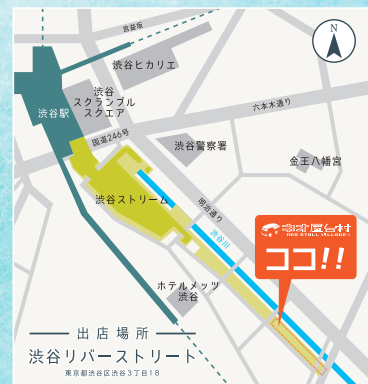 宮益坂
N
渋谷ヒカリエ
渋谷
スクランブル
スクエア
渋谷駅
六本木通り
国道246号
渋谷警察署
金王八幡宮
渋谷ストリーム
明治通り
渋谷川
RED STALL VILLAGE
ココ!!
ホテルメッツ
渋谷
出店場所
渋谷リバーストリート
東京都渋谷区渋谷3丁目18